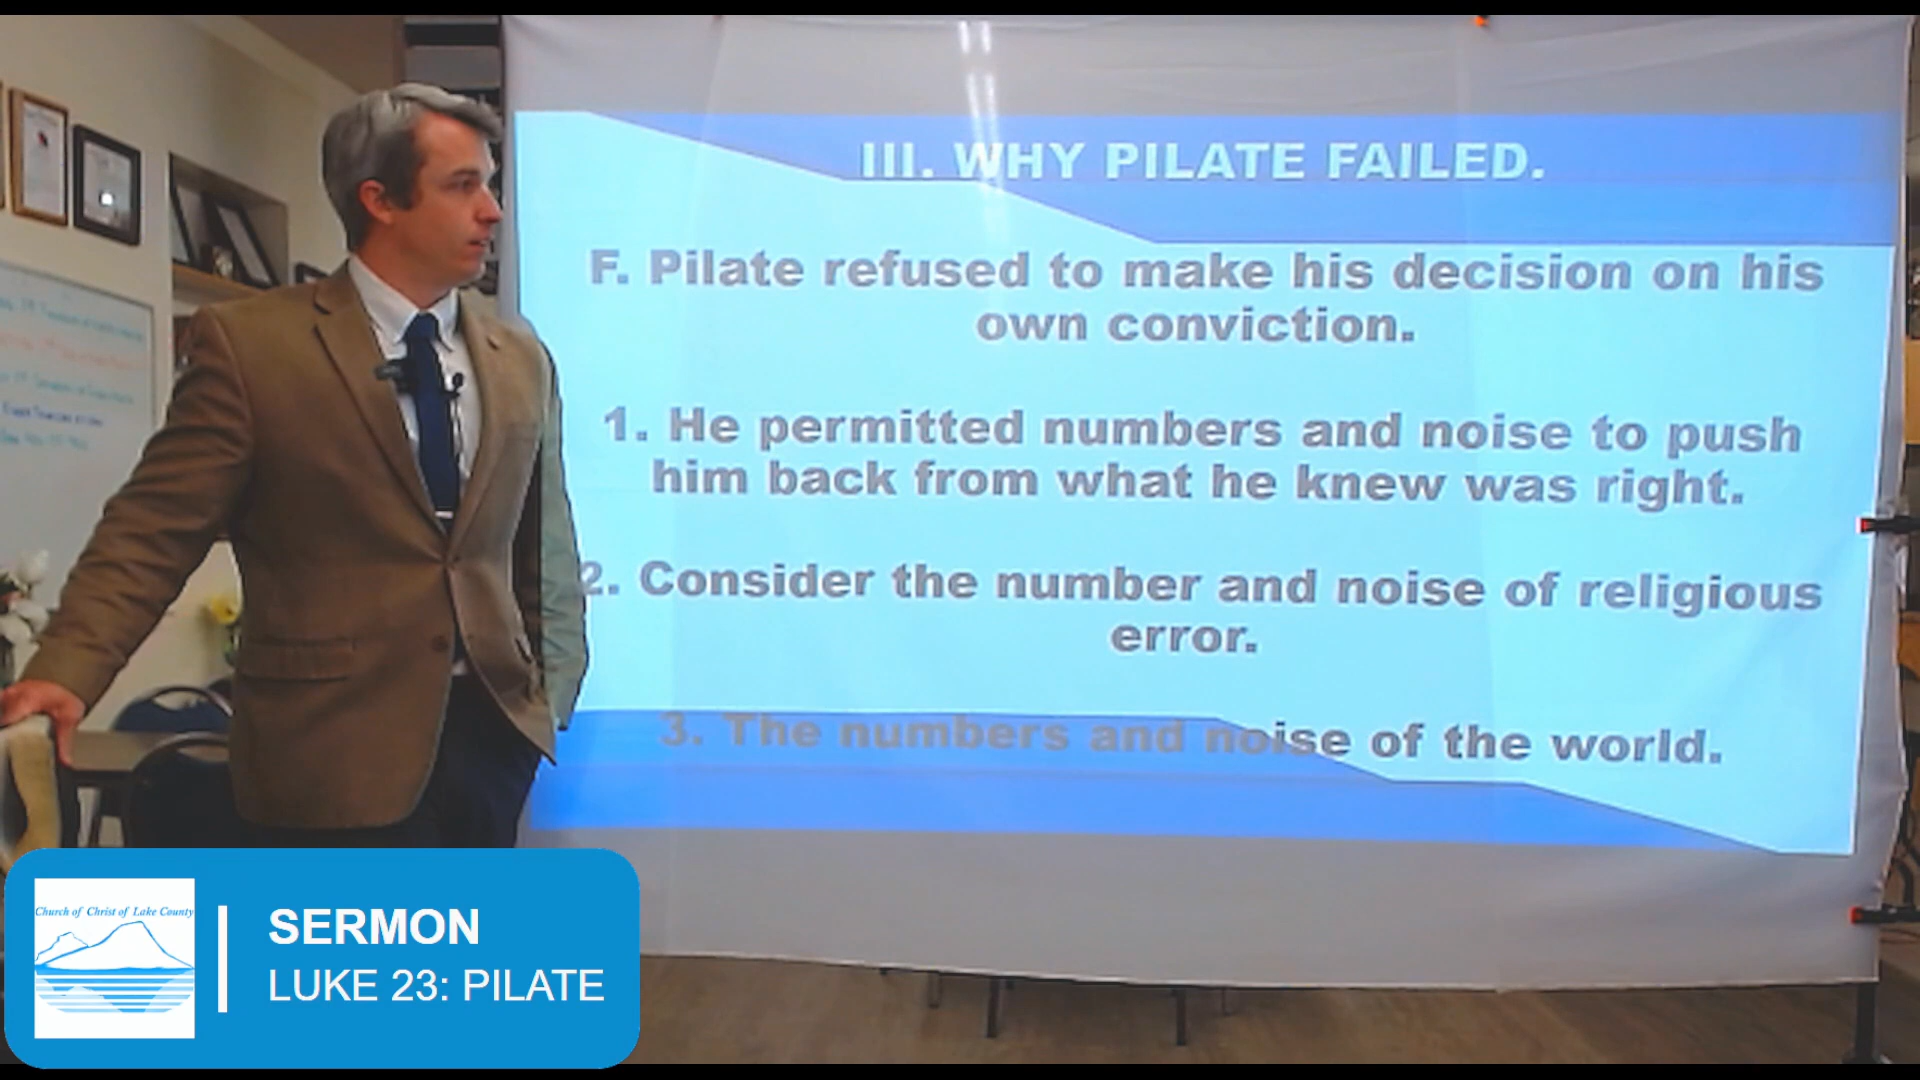 III. WHY PILATE FAILED.
F. Pilate refused to make his decision on his
own conviction.
1. He permitted numbers and noise to push
him back from what he knew was right.
2. Consider the number and noise of religious
error.
3. The numbers and noise of the world.
Church of Christ of Lake County
SERMON
LUKE 23: PILATE